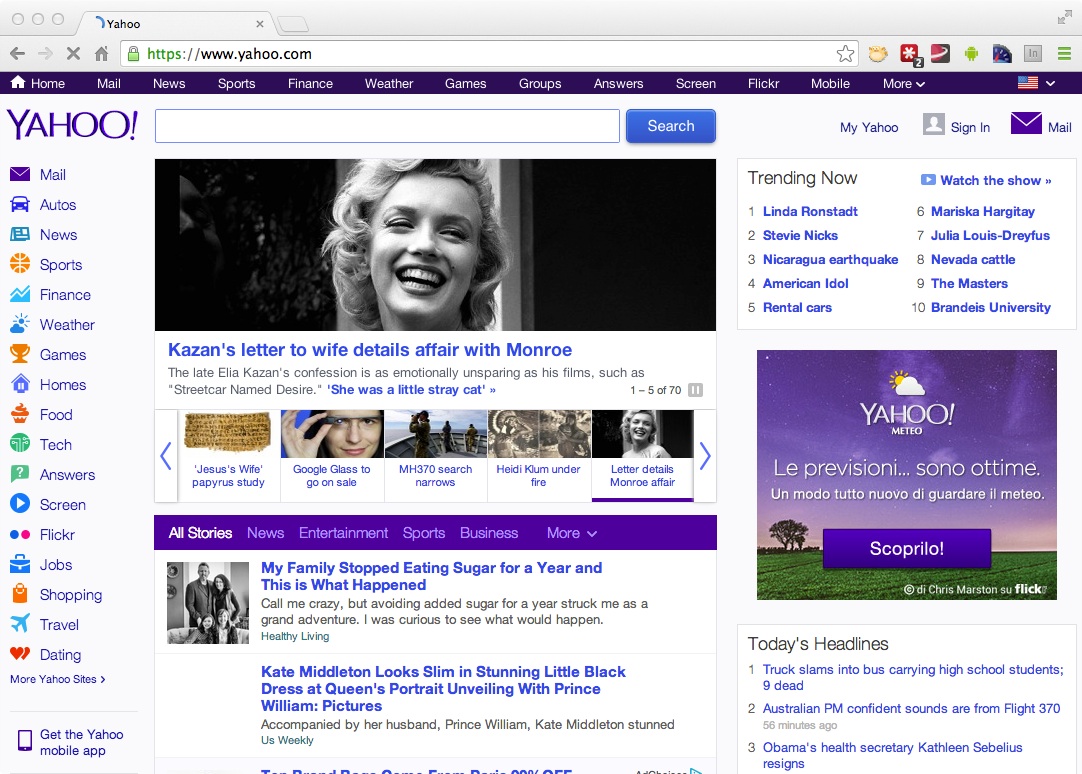 Yahoo
https://www.yahoo.com
2
In
Home Mail News Sports Finance Weather Games Groups Answers Screen Flickr Mobile More
YAHOO!
Search
My Yahoo
Sign In
Mail
Mail
Autos
News
Sports
Finance
Weather
Games
Homes
Food
Tech
Answers
Screen
Flickr
Jobs
Shopping
Travel
Dating
More Yahoo Sites >
Get the Yahoo
mobile app
Kazan's letter to wife details affair with Monroe
The late Elia Kazan's confession is as emotionally unsparing as his films, such as
"Streetcar Named Desire." 'She was a little stray cat' »
1 – 5 of 70
'Jesus's Wife'
papyrus study
Google Glass to
go on sale
MH370 search
narrows
Heidi Klum under
fire
Letter details
Monroe affair
All Stories News Entertainment Sports Business More
My Family Stopped Eating Sugar for a Year and
This is What Happened
Call me crazy, but avoiding added sugar for a year struck me as a
grand adventure. I was curious to see what would happen.
Healthy Living
Kate Middleton Looks Slim in Stunning Little Black
Dress at Queen's Portrait Unveiling With Prince
William: Pictures
Accompanied by her husband, Prince William, Kate Middleton stunned
Us Weekly
Top Brand Bags Come From Paris 90%OFF
AdChoices
Trending Now
Watch the show »
1 Linda Ronstadt
2 Stevie Nicks
3 Nicaragua earthquake
4 American Idol
5 Rental cars
6 Mariska Hargitay
7 Julia Louis-Dreyfus
8 Nevada cattle
9 The Masters
10 Brandeis University
YAHOO!
METEO
Le previsioni... sono ottime.
Un modo tutto nuovo di guardare il meteo.
Scoprilo!
© di Chris Marston su flickr
Today's Headlines
1 Truck slams into bus carrying high school students;
9 dead
2 Australian PM confident sounds are from Flight 370
56 minutes ago
3 Obama's health secretary Kathleen Sebelius
resigns